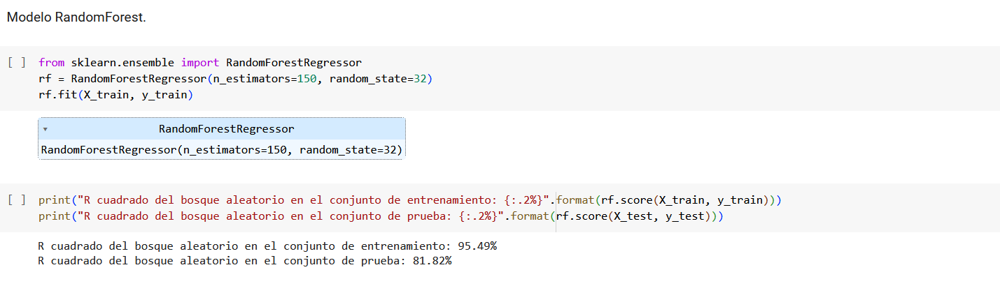 Modelo RandomForest.
[ ] from sklearn.ensemble import RandomForestRegressor
rf = RandomForestRegressor(n_estimators=150, random_state=32)
rf.fit(X_train, y_train)
▾ RandomForestRegressor
RandomForestRegressor(n_estimators=150, random_state=32)
[ ] print("R cuadrado del bosque aleatorio en el conjunto de entrenamiento: {:.2%}".format(rf.score(X_train, y_train)))
print("R cuadrado del bosque aleatorio en el conjunto de prueba: {:.2%}".format(rf.score(X_test, y_test)))
R cuadrado del bosque aleatorio en el conjunto de entrenamiento: 95.49%
R cuadrado del bosque aleatorio en el conjunto de prueba: 81.82%